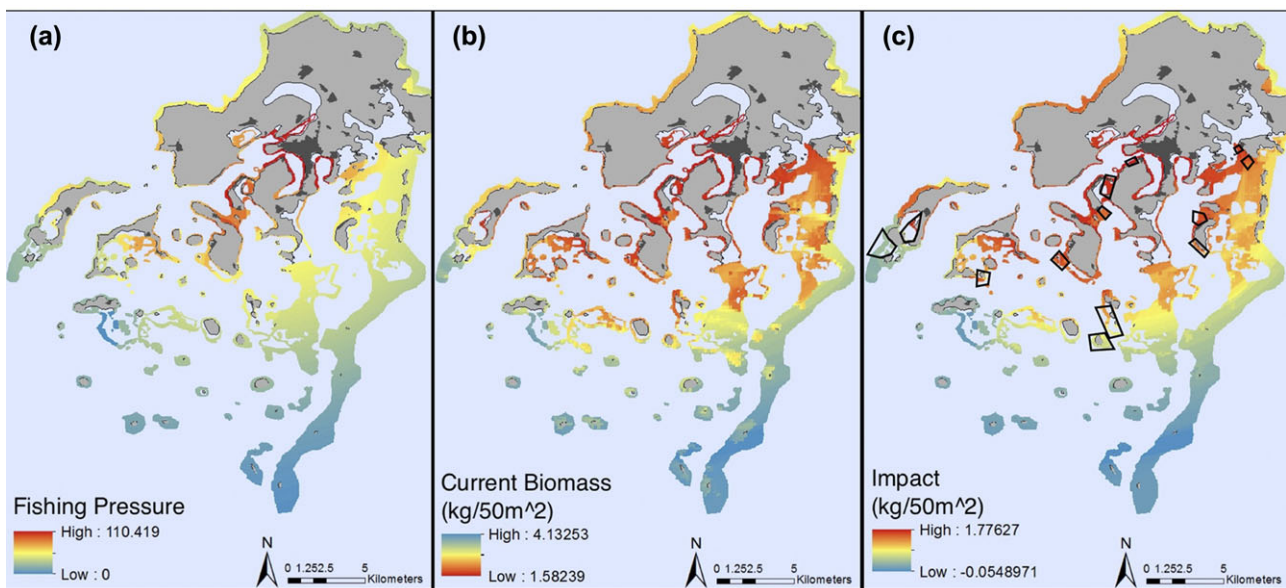 (a)
Fishing Pressure
High : 110.419
Low : 0
N
0 1.252.5 5
Kilometers
(b)
Current Biomass
(kg/50m^2)
High : 4.13253
Low : 1.58239
N
0 1.252.5 5
Kilometers
(c)
Impact
(kg/50m^2)
High : 1.77627
Low : -0.0548971
N
0 1.252.5 5
Kilometers